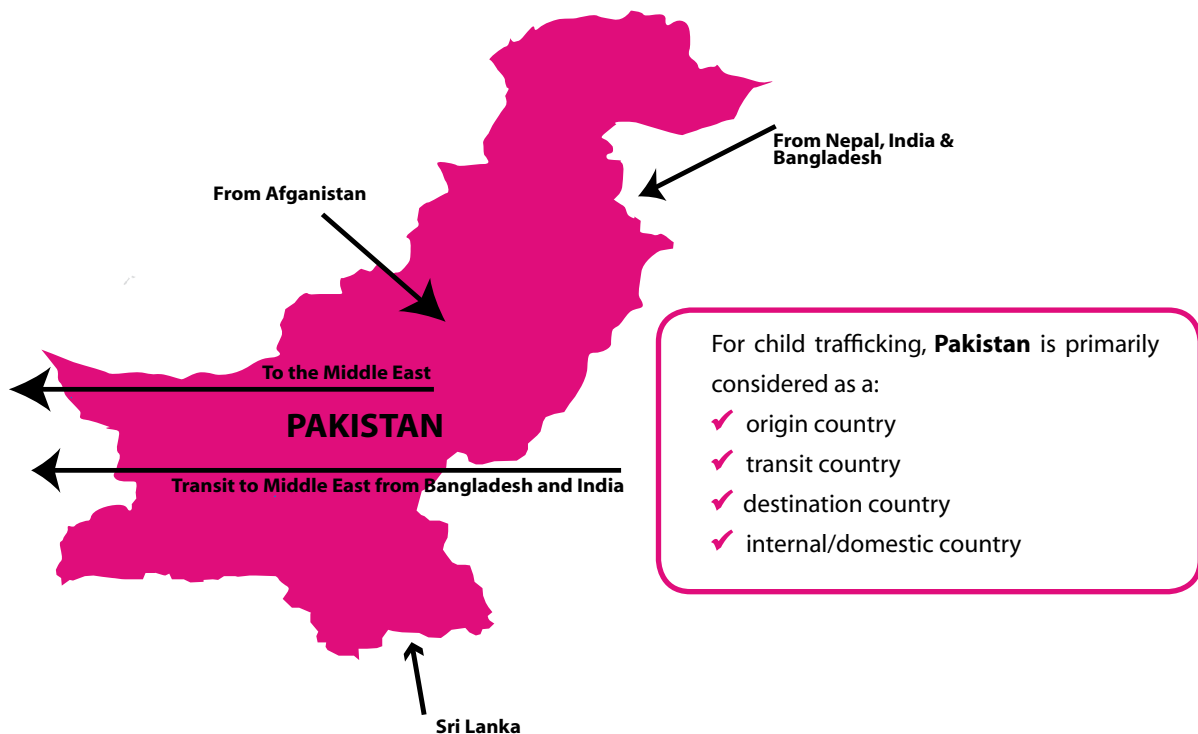 From Nepal, India &
Bangladesh
From Afganistan
To the Middle East
PAKISTAN
Transit to Middle East from Bangladesh and India
Sri Lanka
For child trafficking, Pakistan is primarily
considered as a:
✔ origin country
✔ transit country
✔ destination country
✔ internal/domestic country